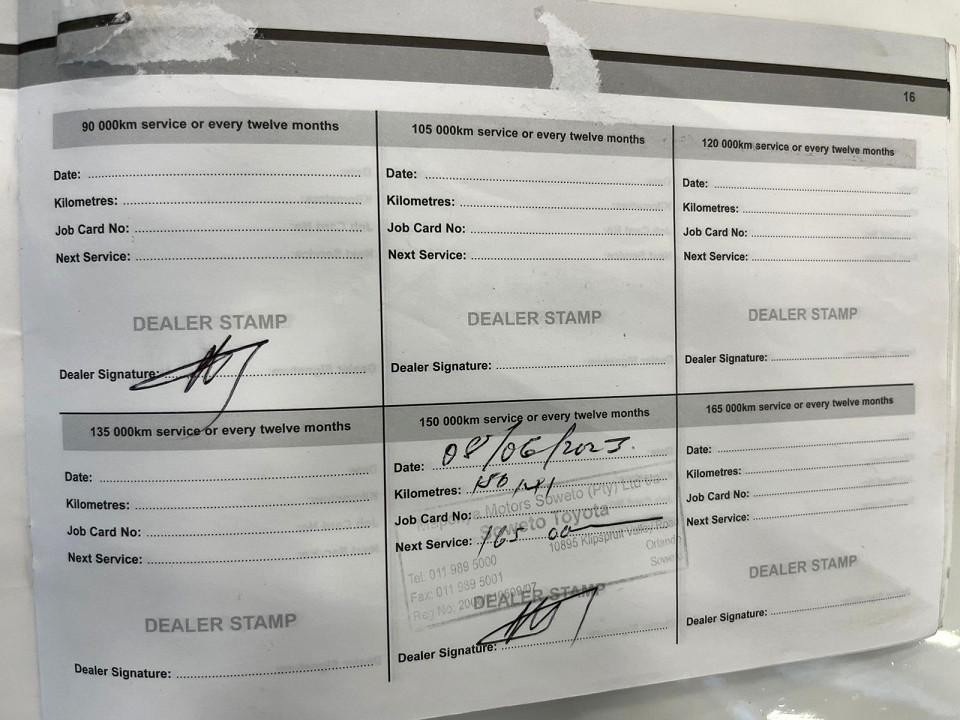 16
90 000km service or every twelve months
Date:
Kilometres:
Job Card No:
Next Service:
DEALER STAMP
Dealer Signature:
105 000km service or every twelve months
Date:
Kilometres:
Job Card No:
Next Service:
DEALER STAMP
Dealer Signature:
120 000km service or every twelve months
Date:
Kilometres:
Job Card No:
Next Service:
DEALER STAMP
Dealer Signature:
135 000km service or every twelve months
Date:
Kilometres:
Job Card No:
Next Service:
DEALER STAMP
Dealer Signature:
150 000km service or every twelve months
Date: 08/06/2023
Kilometres:
Job Card No:
Motors Soweto (Pty) Ltd
Soweto Toyota
Next Service: 165 00
10895 Klipspruit Valley
Orlando
Tel: 011 989 5000
Fax: 011 989 5001
Reg No:
DEALER STAMP
Dealer Signature:
165 000km service or every twelve months
Date:
Kilometres:
Job Card No:
Next Service:
DEALER STAMP
Dealer Signature: